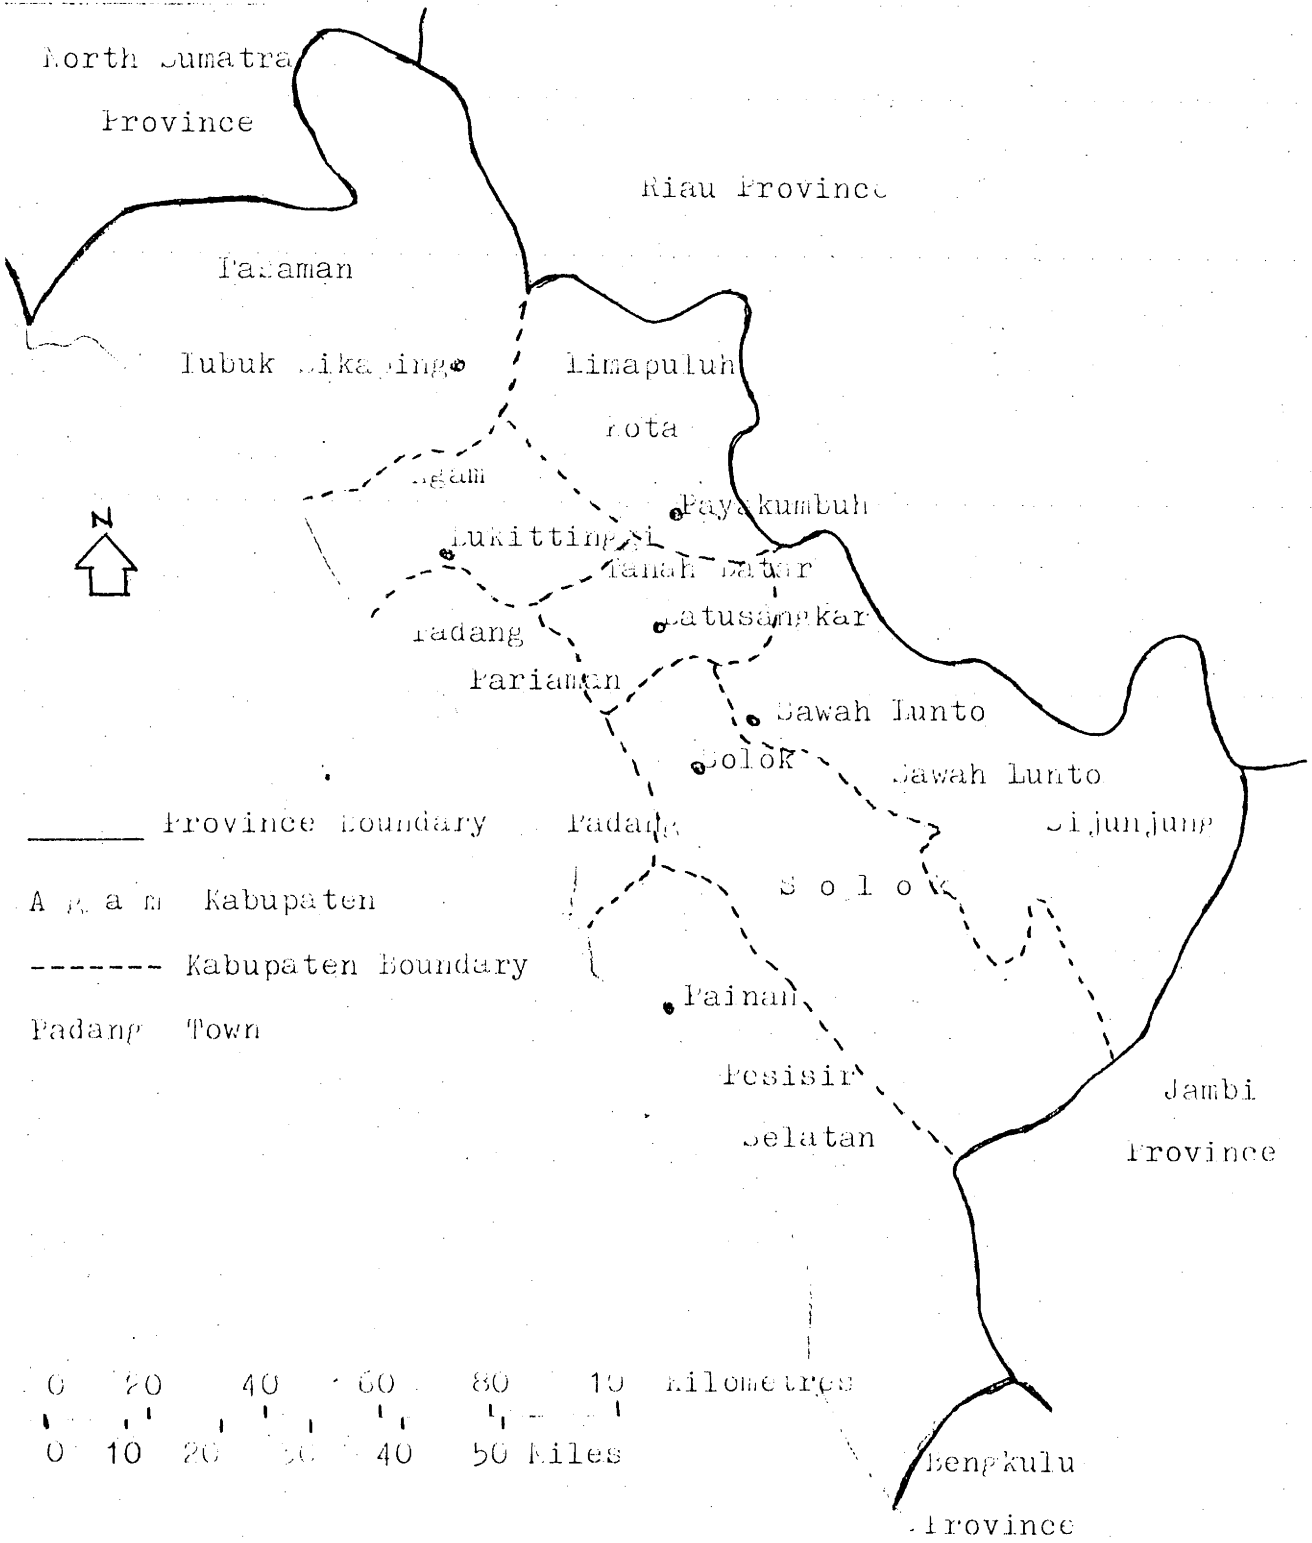 North Sumatra
Province
Riau Province
Pasaman
Lubuk Sikaping
Limapuluh
Kota
Agam
Payakumbuh
Bukittinggi
N
Tanah Datar
Batusangkar
Padang
Pariaman
Sawah Lunto
Solok
Sawah Lunto
Sijunjung
Province Boundary
Padang
Solok
Agam Kabupaten
Kabupaten Boundary
Painan
Padang Town
Pesisir
Selatan
Jambi
Province
0 20 40 60 80 10 Kilometres
0 10 20 30 40 50 Miles
Bengkulu
Province